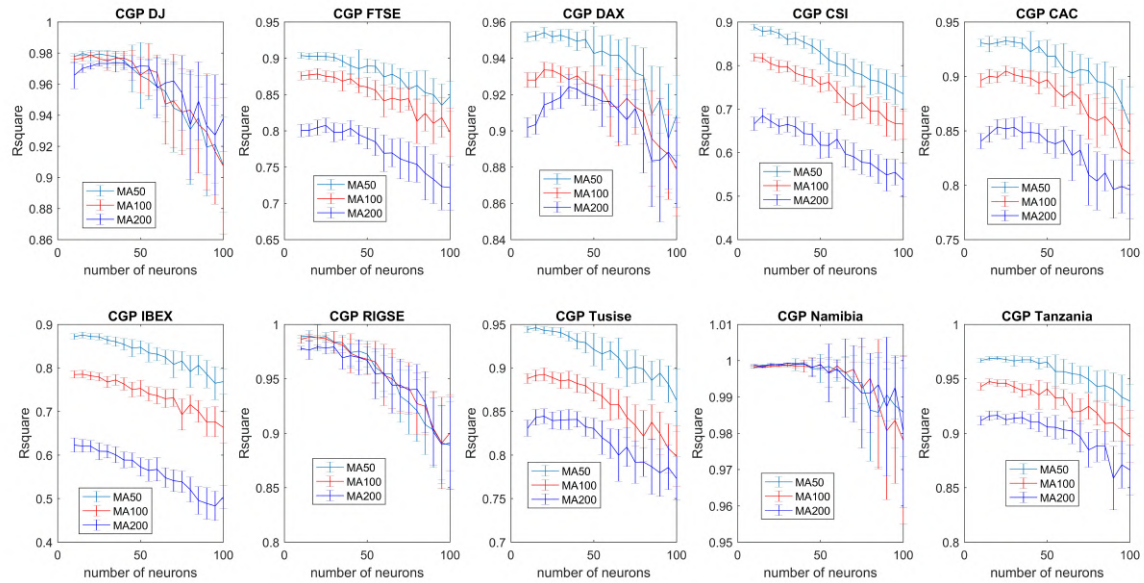 CGP DJ
1
0.98
0.96
0.94
0.92
0.9
0.88
0.86
Rsquare
MA50
MA100
MA200
0 50 100
number of neurons
CGP FTSE
0.95
0.9
0.85
0.8
0.75
0.7
0.65
Rsquare
MA50
MA100
MA200
0 50 100
number of neurons
CGP DAX
0.96
0.94
0.92
0.9
0.88
0.86
0.84
Rsquare
MA50
MA100
MA200
0 50 100
number of neurons
CGP CSI
0.9
0.8
0.7
0.6
0.5
0.4
Rsquare
MA50
MA100
MA200
0 50 100
number of neurons
CGP CAC
0.95
0.9
0.85
0.8
0.75
Rsquare
MA50
MA100
MA200
0 50 100
number of neurons
CGP IBEX
0.9
0.8
0.7
0.6
0.5
0.4
Rsquare
MA50
MA100
MA200
0 50 100
number of neurons
CGP RIGSE
1
0.95
0.9
0.85
0.8
Rsquare
MA50
MA100
MA200
0 50 100
number of neurons
CGP Tusise
0.95
0.9
0.85
0.8
0.75
0.7
Rsquare
MA50
MA100
MA200
0 50 100
number of neurons
CGP Namibia
1.01
1
0.99
0.98
0.97
0.96
0.95
Rsquare
MA50
MA100
MA200
0 50 100
number of neurons
CGP Tanzania
1
0.95
0.9
0.85
0.8
Rsquare
MA50
MA100
MA200
0 50 100
number of neurons